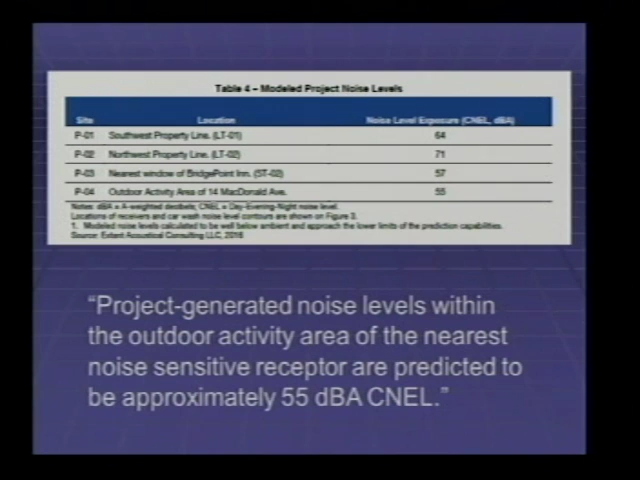 Table 4 – Modeled Project Noise Levels
Site Location Noise Level Exposure (CNEL, dBA)
P-01 Southwest Property Line. (LT-01) 64
P-02 Northwest Property Line. (LT-02) 71
P-03 Nearest window of BridgePoint Inn. (ST-02) 57
P-04 Outdoor Activity Area of 14 MacDonald Ave. 55
Notes: dBA = A-weighted decibels, CNEL = Day-Evening-Night noise level.
Locations of receivers and car wash noise level contours are shown on Figure 3.
1. Modeled noise levels calculated to be well below ambient and approach the lower limits of the prediction capabilities.
Source: Extant Acoustical Consulting LLC, 2016
“Project-generated noise levels within
the outdoor activity area of the nearest
noise sensitive receptor are predicted to
be approximately 55 dBA CNEL.”